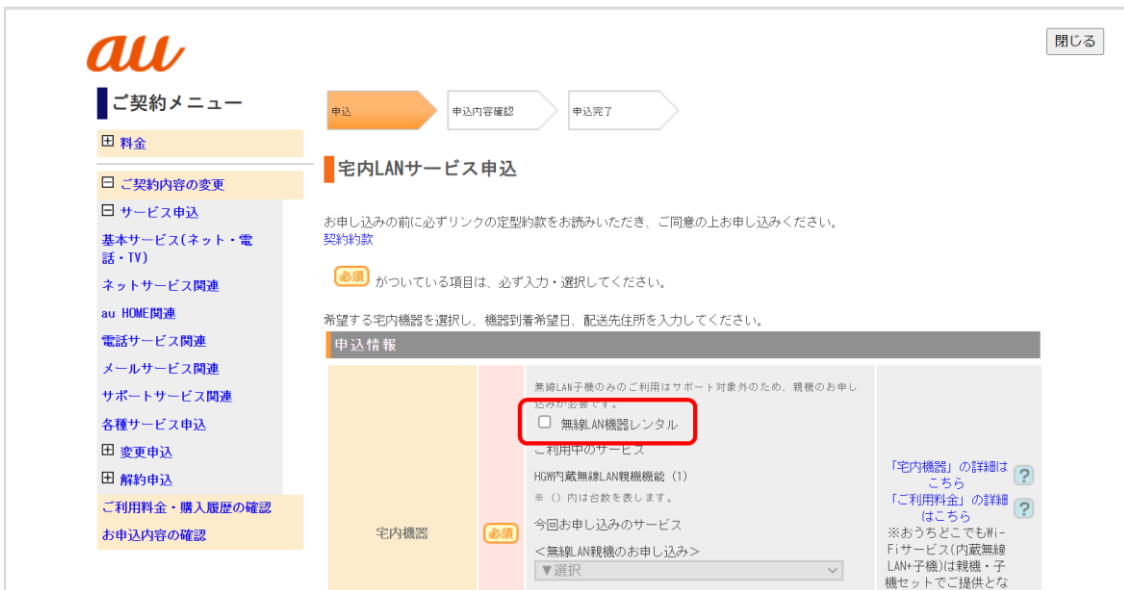 au
閉じる
ご契約メニュー
料金
ご契約内容の変更
サービス申込
基本サービス(ネット・電
話・TV)
ネットサービス関連
au HOME関連
電話サービス関連
メールサービス関連
サポートサービス関連
各種サービス申込
変更申込
解約申込
ご利用料金・購入履歴の確認
お申込内容の確認
申込
申込内容確認
申込完了
宅内LANサービス申込
お申し込みの前に必ずリンクの定型約款をお読みいただき、ご同意の上お申し込みください。
契約約款
必須 がついている項目は、必ず入力・選択してください。
希望する宅内機器を選択し、機器到着希望日、配送先住所を入力してください。
申込情報
宅内機器
必須
無線LAN子機のみのご利用はサポート対象外のため、親機のお申し
込みが必要です。
無線LAN機器レンタル
ご利用中のサービス
HGW内蔵無線LAN親機機能 (1)
※ () 内は台数を表します。
今回お申し込みのサービス
<無線LAN親機のお申し込み>
▼選択
「宅内機器」の詳細は
こちら
?
「ご利用料金」の詳細
はこちら
?
※おうちどこでもWi-
Fiサービス(内蔵無線
LAN+子機)は親機・子
機セットでご提供とな